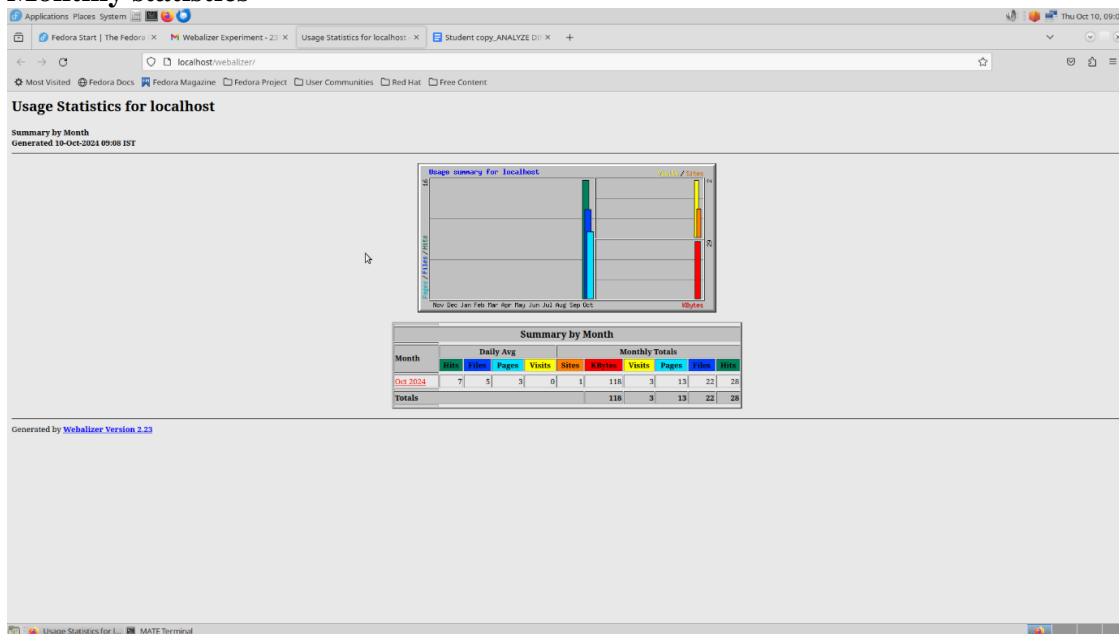 Monthly statistics
Applications Places System
Thu Oct 10, 09:0
Fedora Start | The Fedora
Webalizer Experiment - 23
Usage Statistics for localhost
Student copy_ANALYZE DI
localhost/webalizer/
Most Visited Fedora Docs Fedora Magazine Fedora Project User Communities Red Hat Free Content
Usage Statistics for localhost
Summary by Month
Generated 10-Oct-2024 09:08 IST
Usage summary for localhost Visits/Sites
16
2
29
Pages/Files/Hits
Nov Dec Jan Feb Mar Apr May Jun Jul Aug Sep Oct KBytes
Summary by Month
Month Daily Avg Monthly Totals
Hits Files Pages Visits Sites KBytes Visits Pages Files Hits
Oct 2024 7 5 3 0 1 118 3 13 22 28
Totals 118 3 13 22 28
Generated by Webalizer Version 2.23
Usage Statistics for l... MATE Terminal